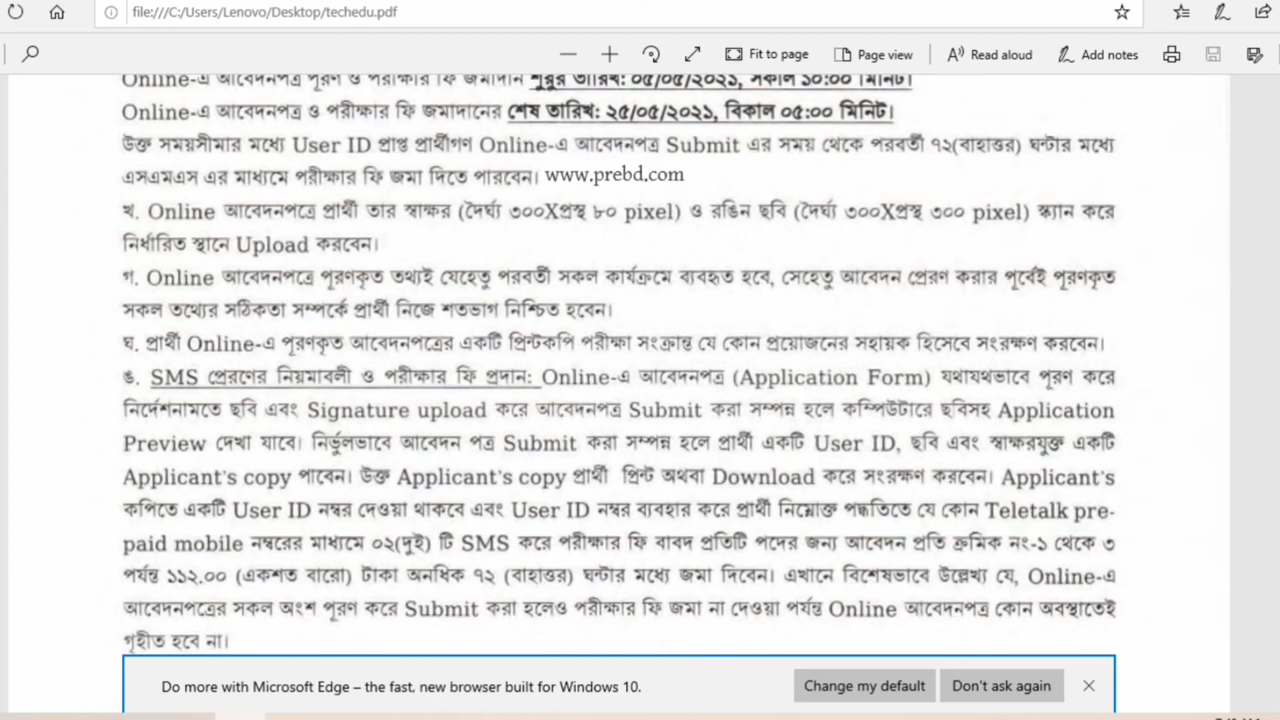 file:///C:/Users/Lenovo/Desktop/techedu.pdf
Fit to page Page view Read aloud Add notes
Online-এ আবেদনপত্র পূরণ ও পরীক্ষার ফি জমাদান শুরুর তারিখ: ০৫/০৫/২০২১, সকাল ১০:০০ মিনিট।
Online-এ আবেদনপত্র ও পরীক্ষার ফি জমাদানের শেষ তারিখ: ২৫/০৫/২০২১, বিকাল ০৫:০০ মিনিট।
উক্ত সময়সীমার মধ্যে User ID প্রাপ্ত প্রার্থীগণ Online-এ আবেদনপত্র Submit এর সময় থেকে পরবর্তী ৭২(বাহাত্তর) ঘন্টার মধ্যে
এসএমএস এর মাধ্যমে পরীক্ষার ফি জমা দিতে পারবেন। www.prebd.com
খ. Online আবেদনপত্রে প্রার্থী তার স্বাক্ষর (দৈর্ঘ্য ৩০০Xপ্রস্থ ৮০ pixel) ও রঙিন ছবি (দৈর্ঘ্য ৩০০Xপ্রস্থ ৩০০ pixel) স্ক্যান করে
নির্ধারিত স্থানে Upload করবেন।
গ. Online আবেদনপত্রে পূরণকৃত তথ্যই যেহেতু পরবর্তী সকল কার্যক্রমে ব্যবহৃত হবে, সেহেতু আবেদন প্রেরণ করার পূর্বেই পূরণকৃত
সকল তথ্যের সঠিকতা সম্পর্কে প্রার্থী নিজে শতভাগ নিশ্চিত হবেন।
ঘ. প্রার্থী Online-এ পূরণকৃত আবেদনপত্রের একটি প্রিন্টকপি পরীক্ষা সংক্রান্ত যে কোন প্রয়োজনের সহায়ক হিসেবে সংরক্ষণ করবেন।
ঙ. SMS প্রেরণের নিয়মাবলী ও পরীক্ষার ফি প্রদান: Online-এ আবেদনপত্র (Application Form) যথাযথভাবে পূরণ করে
নির্দেশনামতে ছবি এবং Signature upload করে আবেদনপত্র Submit করা সম্পন্ন হলে কম্পিউটারে ছবিসহ Application
Preview দেখা যাবে। নির্ভুলভাবে আবেদন পত্র Submit করা সম্পন্ন হলে প্রার্থী একটি User ID, ছবি এবং স্বাক্ষরযুক্ত একটি
Applicant's copy পাবেন। উক্ত Applicant's copy প্রার্থী প্রিন্ট অথবা Download করে সংরক্ষণ করবেন। Applicant's
কপিতে একটি User ID নম্বর দেওয়া থাকবে এবং User ID নম্বর ব্যবহার করে প্রার্থী নিম্নোক্ত পদ্ধতিতে যে কোন Teletalk pre-
paid mobile নম্বরের মাধ্যমে ০২(দুই) টি SMS করে পরীক্ষার ফি বাবদ প্রতিটি পদের জন্য আবেদন প্রতি ক্রমিক নং-১ থেকে ৩
পর্যন্ত ১১২.০০ (একশত বারো) টাকা অনধিক ৭২ (বাহাত্তর) ঘন্টার মধ্যে জমা দিবেন। এখানে বিশেষভাবে উল্লেখ্য যে, Online-এ
আবেদনপত্রের সকল অংশ পূরণ করে Submit করা হলেও পরীক্ষার ফি জমা না দেওয়া পর্যন্ত Online আবেদনপত্র কোন অবস্থাতেই
গৃহীত হবে না।
Do more with Microsoft Edge – the fast, new browser built for Windows 10. Change my default Don't ask again